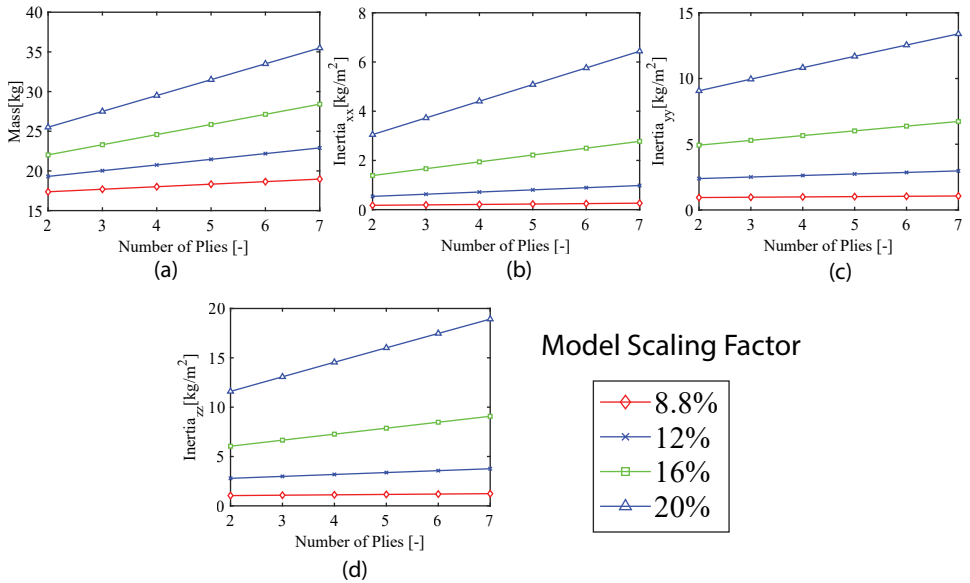 Mass[kg]
40
35
30
25
20
15
2 3 4 5 6 7
Number of Plies [-]
(a)
Inertia_xx[kg/m^2]
8
6
4
2
0
2 3 4 5 6 7
Number of Plies [-]
(b)
Inertia_yy[kg/m^2]
15
10
5
0
2 3 4 5 6 7
Number of Plies [-]
(c)
Inertia_zz[kg/m^2]
20
15
10
5
0
2 3 4 5 6 7
Number of Plies [-]
(d)
Model Scaling Factor
8.8%
12%
16%
20%